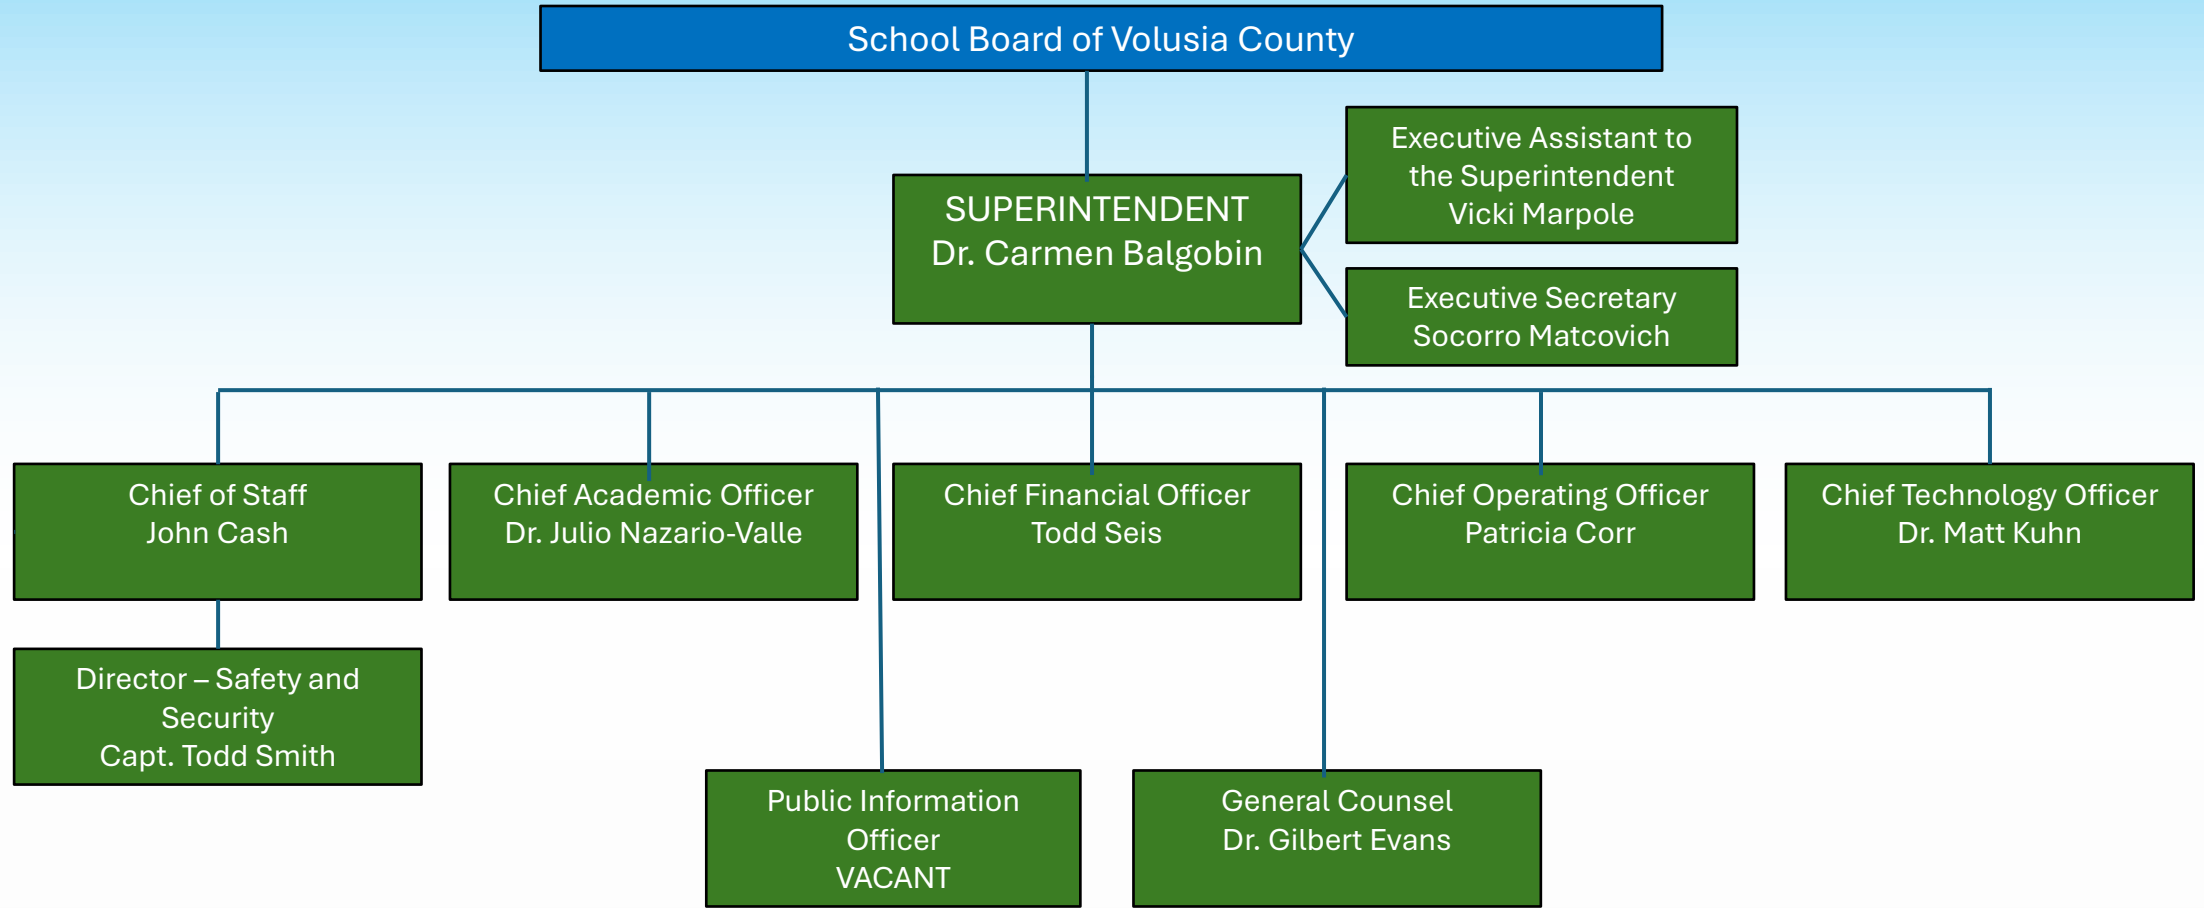 School Board of Volusia County
Executive Assistant to
the Superintendent
Vicki Marpole
SUPERINTENDENT
Dr. Carmen Balgobin
Executive Secretary
Socorro Matcovich
Chief of Staff
John Cash
Chief Academic Officer
Dr. Julio Nazario-Valle
Chief Financial Officer
Todd Seis
Chief Operating Officer
Patricia Corr
Chief Technology Officer
Dr. Matt Kuhn
Director – Safety and
Security
Capt. Todd Smith
Public Information
Officer
VACANT
General Counsel
Dr. Gilbert Evans